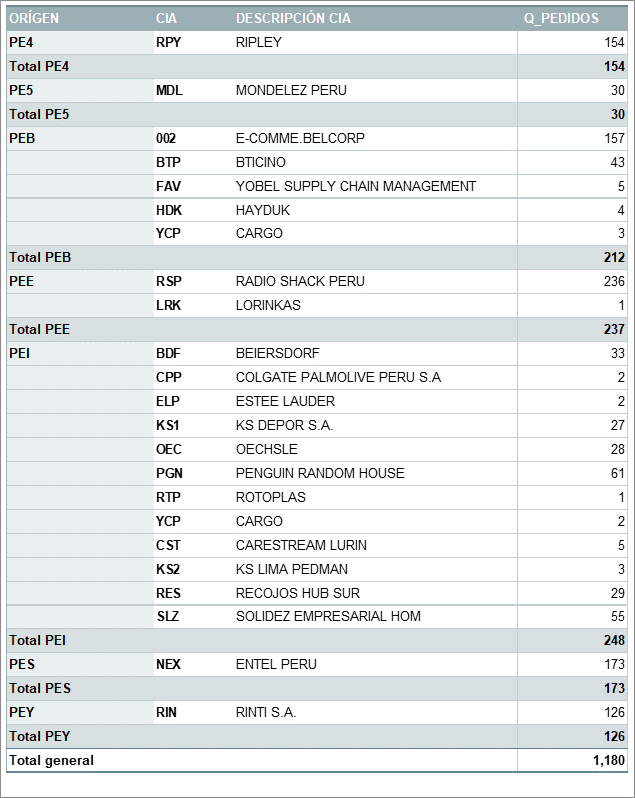 ORÍGEN CIA DESCRIPCIÓN CIA Q_PEDIDOS
PE4 RPY RIPLEY 154
Total PE4 154
PE5 MDL MONDELEZ PERU 30
Total PE5 30
PEB 002 E-COMME.BELCORP 157
BTP BTICINO 43
FAV YOBEL SUPPLY CHAIN MANAGEMENT 5
HDK HAYDUK 4
YCP CARGO 3
Total PEB 212
PEE RSP RADIO SHACK PERU 236
LRK LORINKAS 1
Total PEE 237
PEI BDF BEIERSDORF 33
CPP COLGATE PALMOLIVE PERU S.A 2
ELP ESTEE LAUDER 2
KS1 KS DEPOR S.A. 27
OEC OECHSLE 28
PGN PENGUIN RANDOM HOUSE 61
RTP ROTOPLAS 1
YCP CARGO 2
CST CARESTREAM LURIN 5
KS2 KS LIMA PEDMAN 3
RES RECOJOS HUB SUR 29
SLZ SOLIDEZ EMPRESARIAL HOM 55
Total PEI 248
PES NEX ENTEL PERU 173
Total PES 173
PEY RIN RINTI S.A. 126
Total PEY 126
Total general 1,180